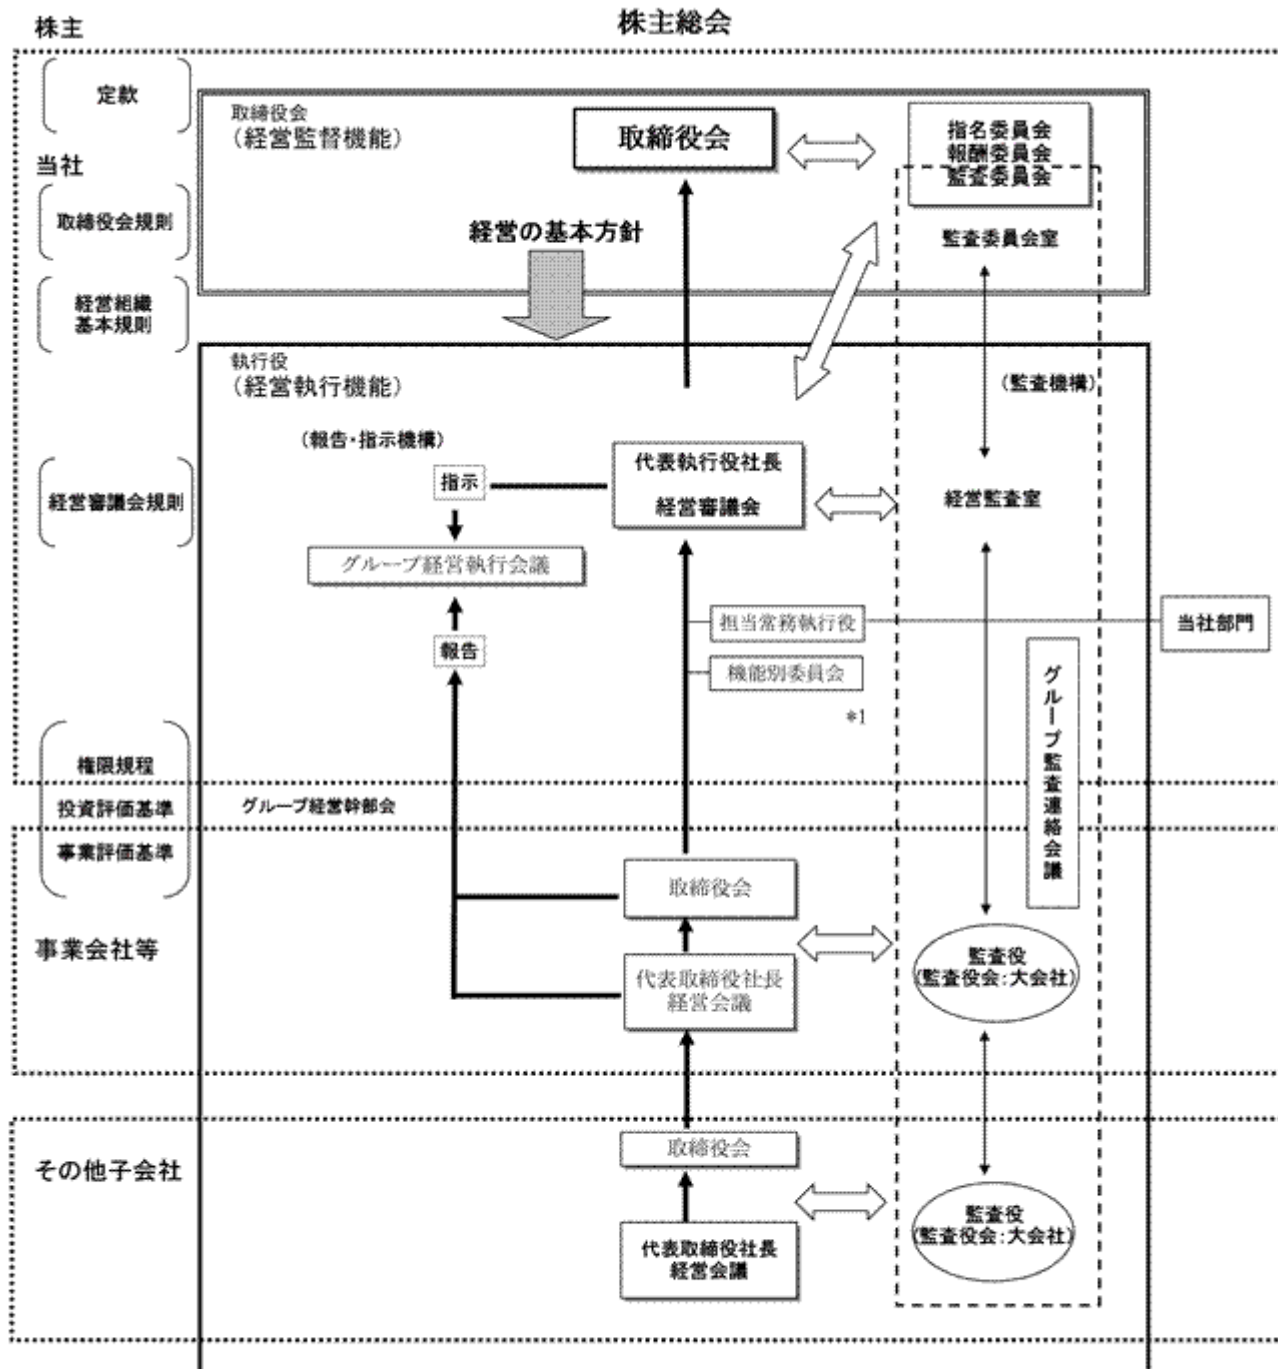 株主
株主総会
定款
取締役会
(経営監督機能)
取締役会
指名委員会
報酬委員会
監査委員会
当社
取締役会規則
経営の基本方針
監査委員会室
経営組織
基本規則
執行役
(経営執行機能)
(監査機構)
(報告・指示機構)
代表執行役社長
経営審議会
指示
経営審議会規則
経営監査室
グループ経営執行会議
担当常務執行役
当社部門
報告
機能別委員会
*1
グループ監査連絡会議
権限規程
投資評価基準
グループ経営幹部会
事業評価基準
取締役会
事業会社等
代表取締役社長
経営会議
監査役
(監査役会:大会社)
取締役会
その他子会社
監査役
(監査役会:大会社)
代表取締役社長
経営会議